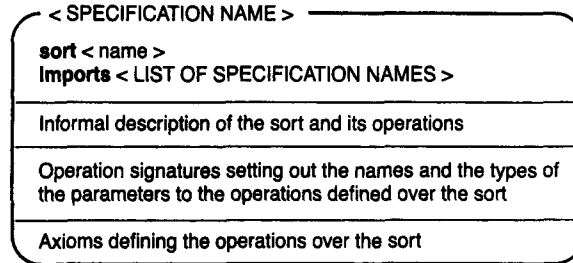 < SPECIFICATION NAME >
sort < name >
Imports < LIST OF SPECIFICATION NAMES >
Informal description of the sort and its operations
Operation signatures setting out the names and the types of
the parameters to the operations defined over the sort
Axioms defining the operations over the sort